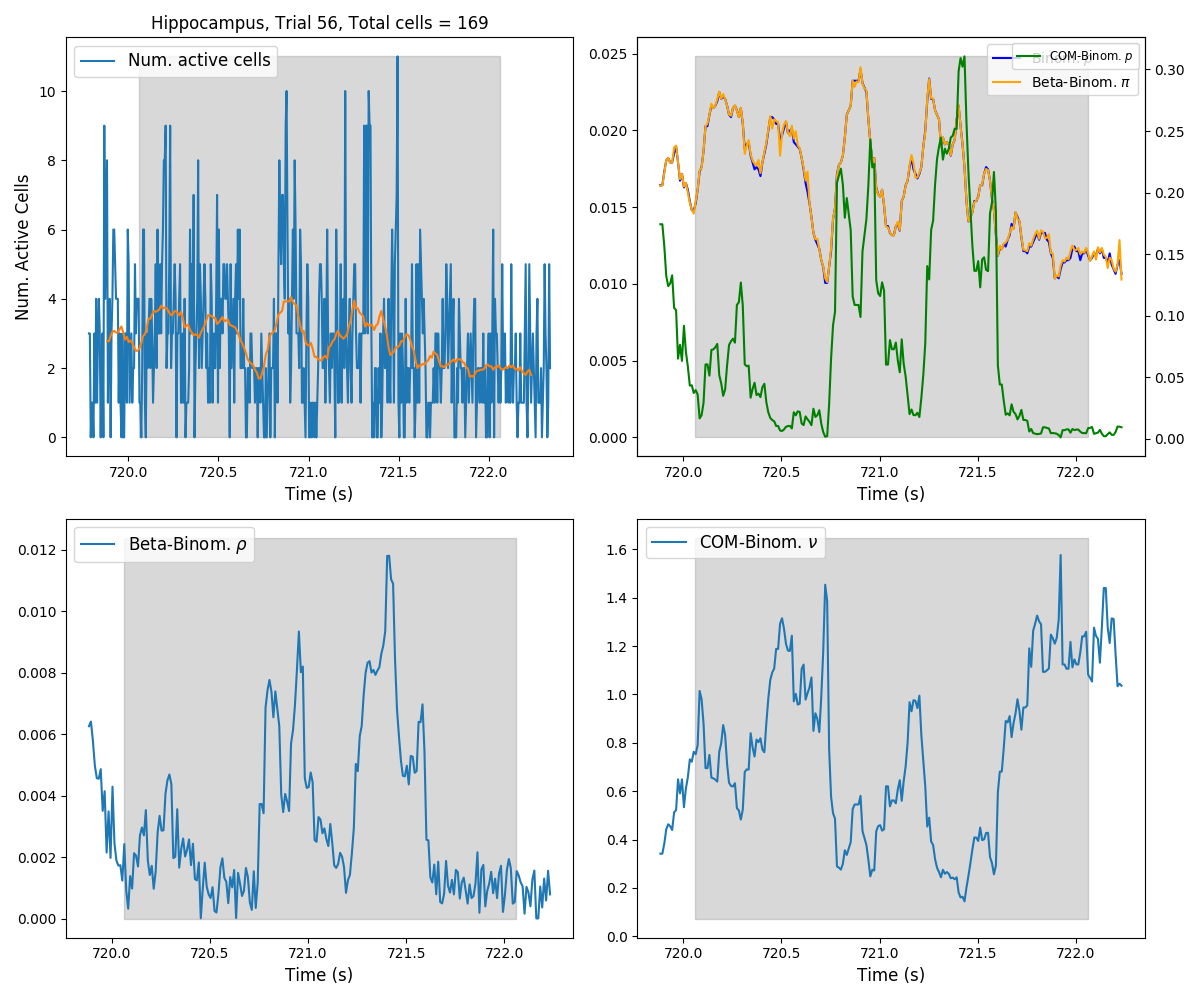 Hippocampus, Trial 56, Total cells = 169
Num. active cells
Num. Active Cells
10
8
6
4
2
0
720.0 720.5 721.0 721.5 722.0
Time (s)
COM-Binom. p
Beta-Binom. π
0.025
0.020
0.015
0.010
0.005
0.000
0.30
0.25
0.20
0.15
0.10
0.05
0.00
720.0 720.5 721.0 721.5 722.0
Time (s)
Beta-Binom. ρ
0.012
0.010
0.008
0.006
0.004
0.002
0.000
720.0 720.5 721.0 721.5 722.0
Time (s)
COM-Binom. ν
1.6
1.4
1.2
1.0
0.8
0.6
0.4
0.2
0.0
720.0 720.5 721.0 721.5 722.0
Time (s)